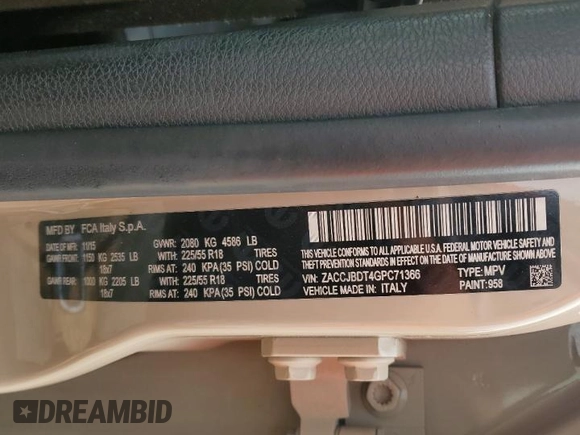 MFD BY FCA Italy S.p.A.
DATE OF MFR 11/15 GVWR: 2080 KG 4586 LB
GAWR FRONT: 1150 KG 2535 LB WITH: 225/55 R18 TIRES
18x7 RIMS AT: 240 KPA(35 PSI) COLD
GAWR REAR: 1000 KG 2205 LB WITH: 225/55 R18 TIRES
18x7 RIMS AT: 240 KPA(35 PSI) COLD
THIS VEHICLE CONFORMS TO ALL APPLICABLE U.S.A. FEDERAL MOTOR VEHICLE SAFETY, BUMPER, AND
THEFT PREVENTION STANDARDS IN EFFECT ON THE DATE OF MANUFACTURE SHOWN ABOVE.
VIN: ZACCJBDT4GPC71366 TYPE: MPV
VEHICLE MADE IN: ITALY PAINT: 958
DREAMBID